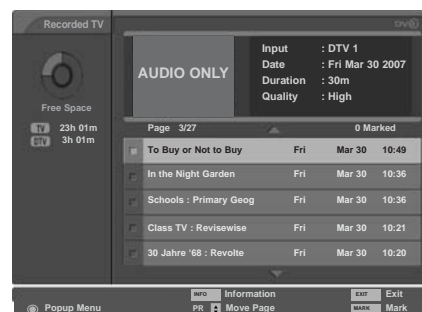 Recorded TV
DVR
AUDIO ONLY
Input : DTV 1
Date : Fri Mar 30 2007
Duration : 30m
Quality : High
Free Space
TV 23h 01m
DTV 3h 01m
Page 3/27 0 Marked
To Buy or Not to Buy Fri Mar 30 10:49
In the Night Garden Fri Mar 30 10:36
Schools : Primary Geog Fri Mar 30 10:36
Class TV : Revisewise Fri Mar 30 10:21
30 Jahre '68 : Revolte Fri Mar 30 10:20
INFO Information EXIT Exit
Popup Menu PR Move Page MARK Mark